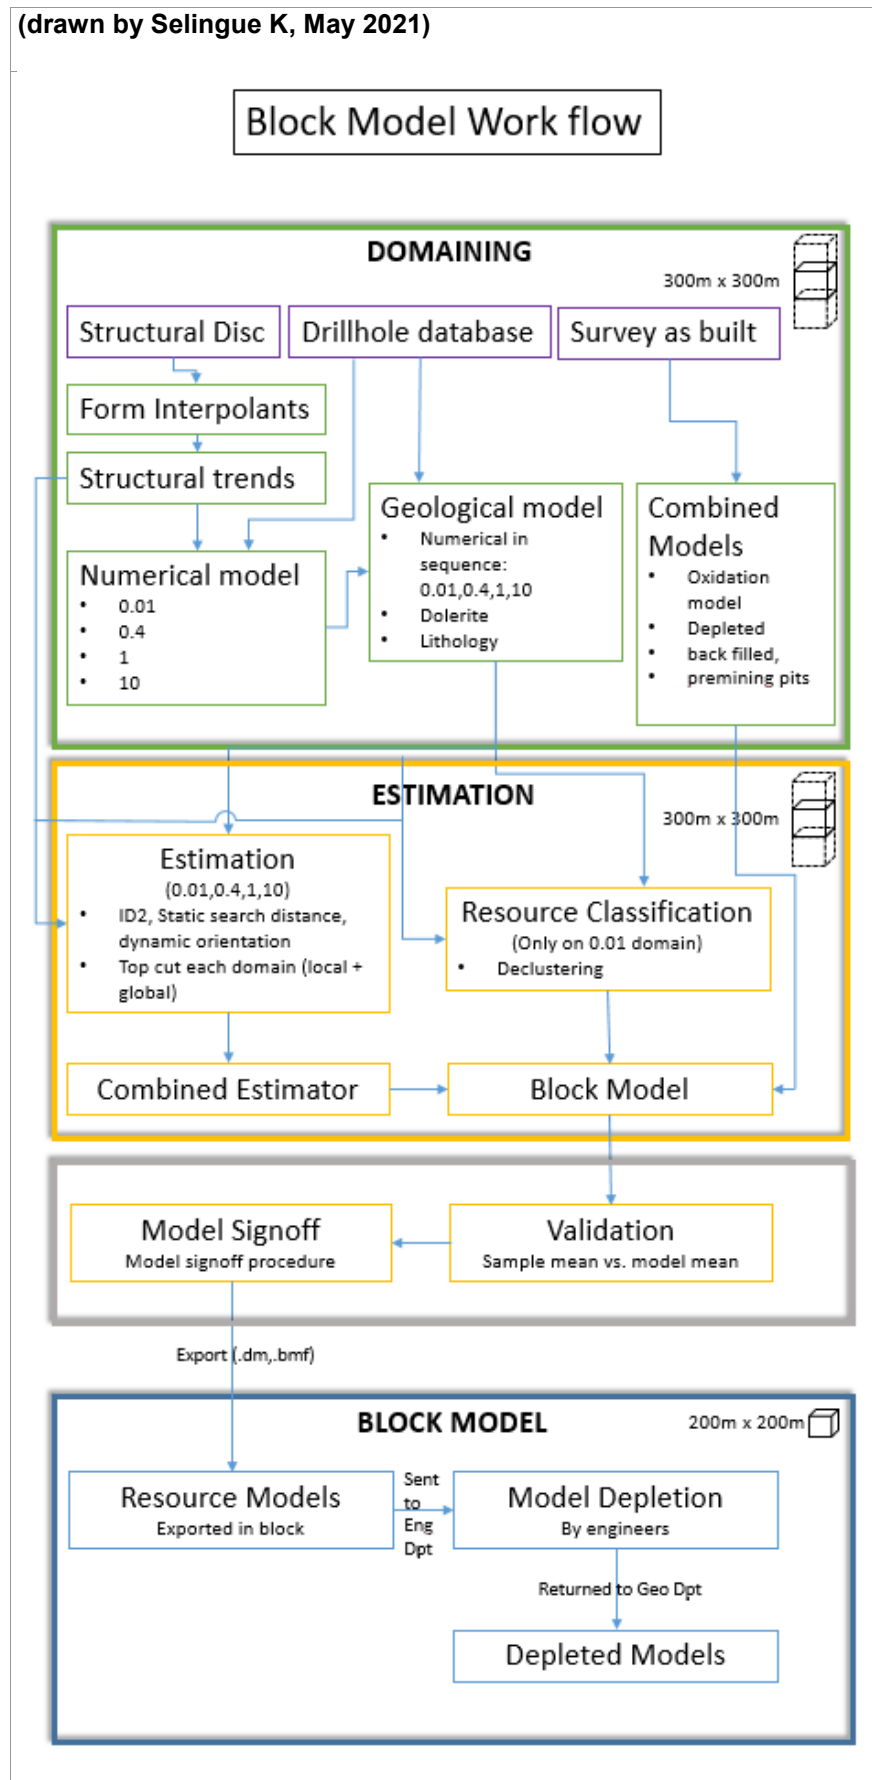 (drawn by Selingue K, May 2021)
Block Model Work flow
DOMAINING
300m x 300m
Structural Disc
Drillhole database
Survey as built
Form Interpolants
Structural trends
Geological model
• Numerical in
sequence:
0.01,0.4,1,10
• Dolerite
• Lithology
Combined
Models
• Oxidation
model
• Depleted
• back filled,
• premining pits
Numerical model
• 0.01
• 0.4
• 1
• 10
ESTIMATION
300m x 300m
Estimation
(0.01,0.4,1,10)
• ID2, Static search distance,
dynamic orientation
• Top cut each domain (local +
global)
Resource Classification
(Only on 0.01 domain)
• Declustering
Combined Estimator
Block Model
Model Signoff
Model signoff procedure
Validation
Sample mean vs. model mean
Export (.dm,.bmf)
BLOCK MODEL
200m x 200m
Resource Models
Exported in block
Sent
to
Eng
Dpt
Model Depletion
By engineers
Returned to Geo Dpt
Depleted Models